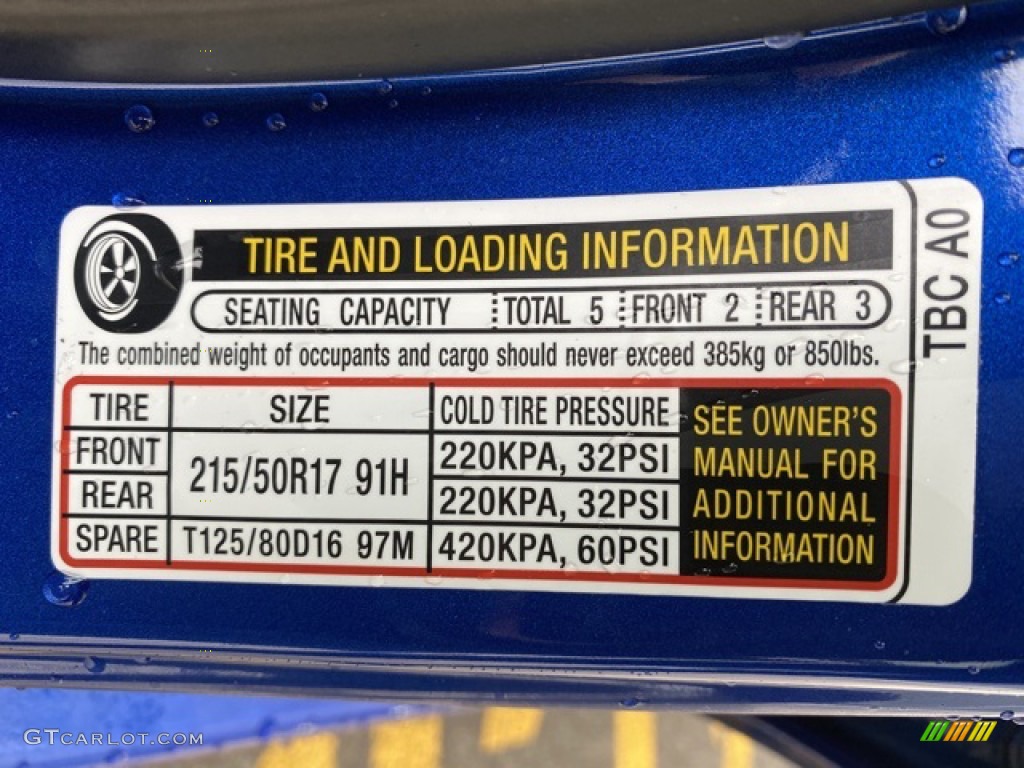 TIRE AND LOADING INFORMATION
SEATING CAPACITY TOTAL 5 FRONT 2 REAR 3
The combined weight of occupants and cargo should never exceed 385kg or 850lbs.
TIRE SIZE COLD TIRE PRESSURE
FRONT 215/50R17 91H 220KPA, 32PSI
REAR 220KPA, 32PSI
SPARE T125/80D16 97M 420KPA, 60PSI
SEE OWNER'S
MANUAL FOR
ADDITIONAL
INFORMATION
TBC A0
GTCARLOT.COM